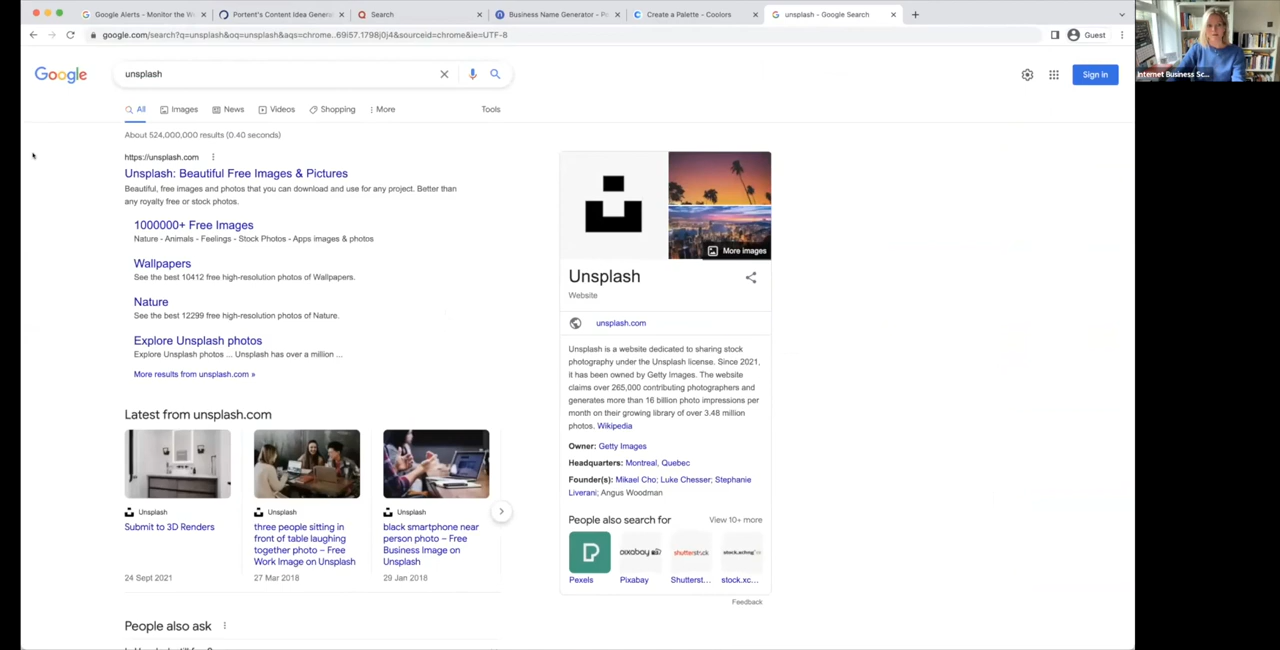 Google Alerts - Monitor the W
Portent's Content Idea Genera
Search
Business Name Generator - Po
Create a Palette - Coolors
unsplash - Google Search
google.com/search?q=unsplash&oq=unsplash&aqs=chrome..69i57.1798j0j4&sourceid=chrome&ie=UTF-8
Guest
Internet Business Sc...
Google
unsplash
Sign in
All
Images
News
Videos
Shopping
More
Tools
About 524,000,000 results (0.40 seconds)
https://unsplash.com
Unsplash: Beautiful Free Images & Pictures
Beautiful, free images and photos that you can download and use for any project. Better than
any royalty free or stock photos.
1000000+ Free Images
Nature - Animals - Feelings - Stock Photos - Apps images & photos
Wallpapers
See the best 10412 free high-resolution photos of Wallpapers.
Nature
See the best 12299 free high-resolution photos of Nature.
Explore Unsplash photos
Explore Unsplash photos ... Unsplash has over a million ...
More results from unsplash.com »
Latest from unsplash.com
Unsplash
Submit to 3D Renders
24 Sept 2021
Unsplash
three people sitting in
front of table laughing
together photo – Free
Work Image on Unsplash
27 Mar 2018
Unsplash
black smartphone near
person photo – Free
Business Image on
Unsplash
29 Jan 2018
People also ask
More images
Unsplash
Website
unsplash.com
Unsplash is a website dedicated to sharing stock
photography under the Unsplash license. Since 2021,
it has been owned by Getty Images. The website
claims over 265,000 contributing photographers and
generates more than 16 billion photo impressions per
month on their growing library of over 3.48 million
photos. Wikipedia
Owner: Getty Images
Headquarters: Montreal, Quebec
Founder(s): Mikael Cho; Luke Chesser; Stephanie
Liverani; Angus Woodman
People also search for
View 10+ more
pixabay
shutterstock
stock.xchng
Pexels
Pixabay
Shutterst...
stock.xc...
Feedback